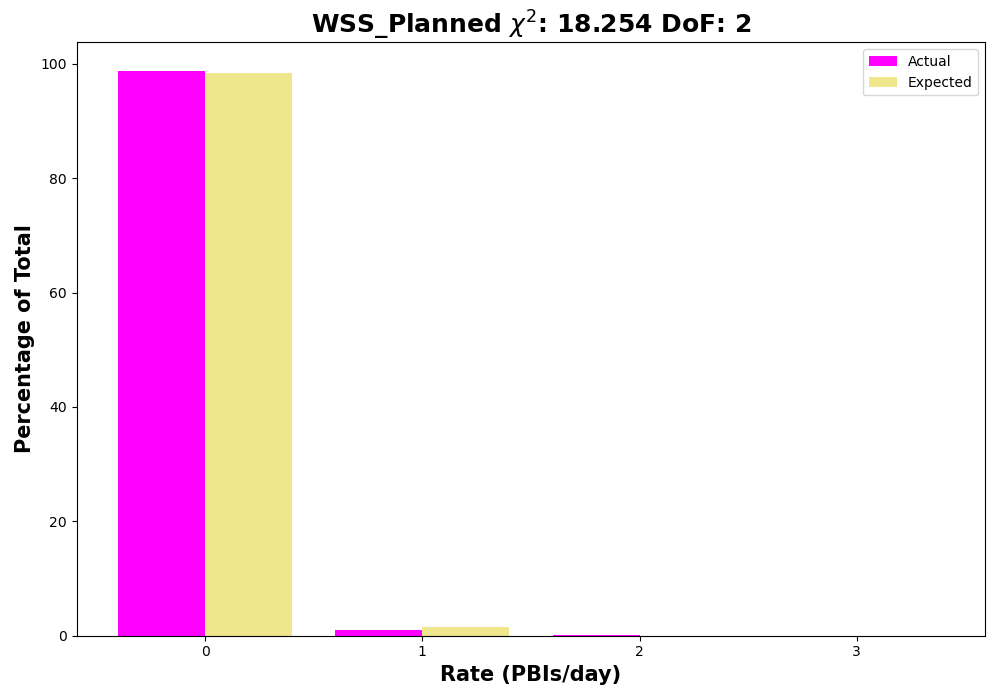 WSS_Planned χ²: 18.254 DoF: 2
Actual
Expected
Percentage of Total
100
80
60
40
20
0
0 1 2 3
Rate (PBIs/day)